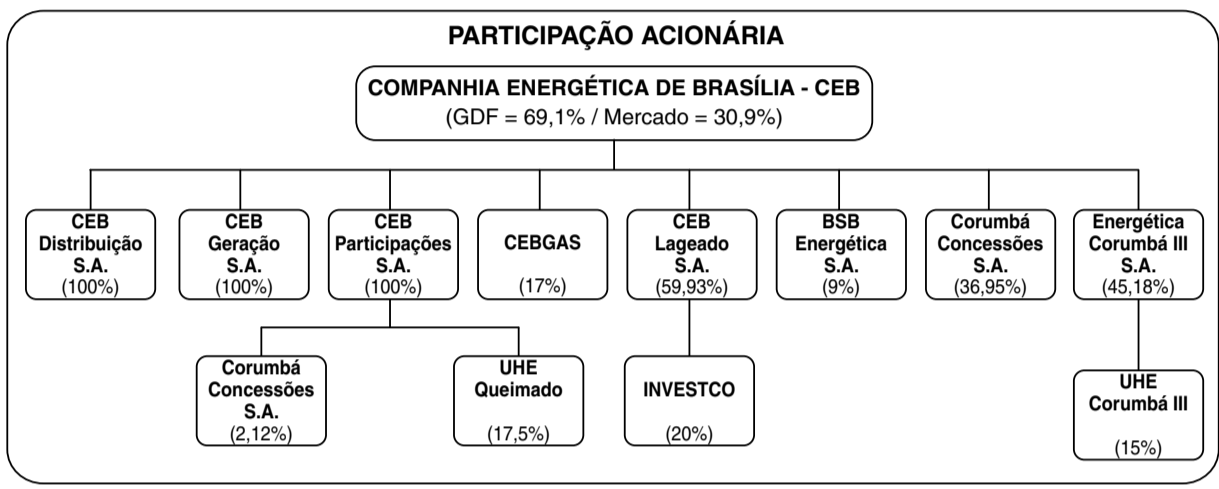 PARTICIPAÇÃO ACIONÁRIA
COMPANHIA ENERGÉTICA DE BRASÍLIA - CEB
(GDF = 69,1% / Mercado = 30,9%)
CEB
Distribuição
S.A.
(100%)
CEB
Geração
S.A.
(100%)
CEB
Participações
S.A.
(100%)
CEBGAS
(17%)
CEB
Lageado
S.A.
(59,93%)
BSB
Energética
S.A.
(9%)
Corumbá
Concessões
S.A.
(36,95%)
Energética
Corumbá III
S.A.
(45,18%)
Corumbá
Concessões
S.A.
(2,12%)
UHE
Queimado
(17,5%)
INVESTCO
(20%)
UHE
Corumbá III
(15%)